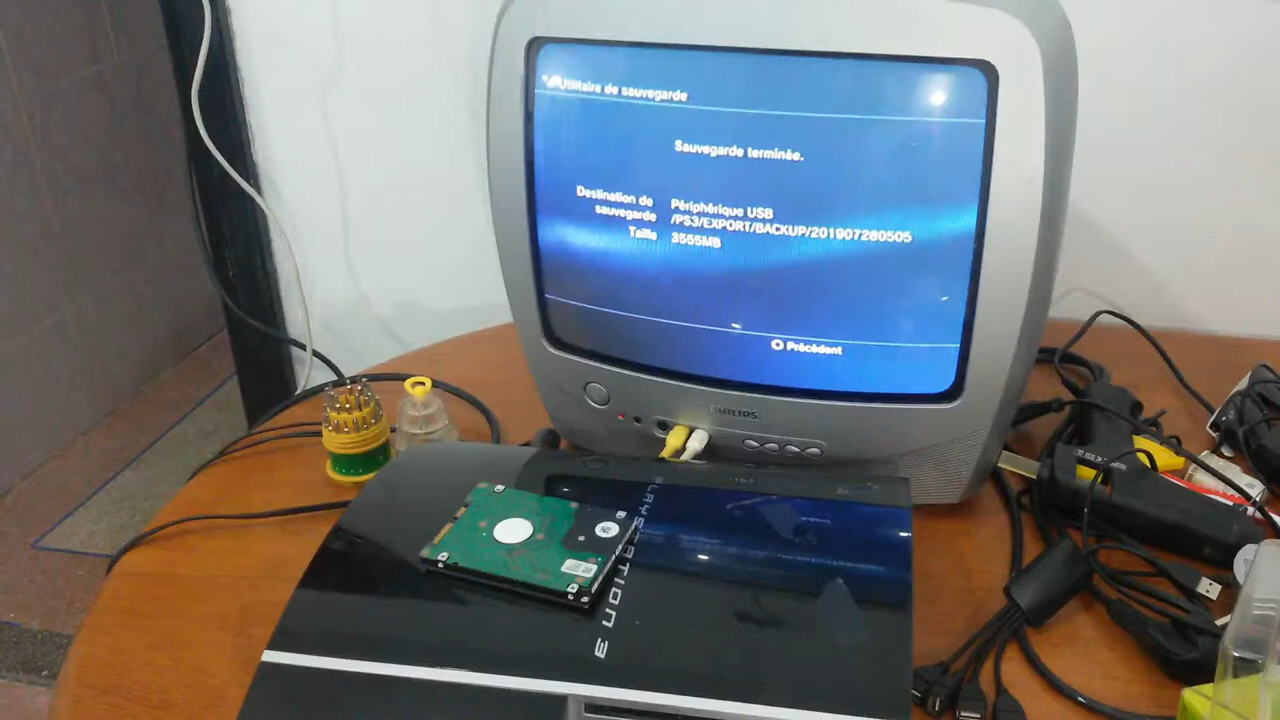 Utilitaire de sauvegarde
Sauvegarde terminée.
Destination de sauvegarde
Périphérique USB
/PS3/EXPORT/BACKUP/201907280505
Taille
3555MB
Précédent
PHILIPS
PLAYSTATION 3